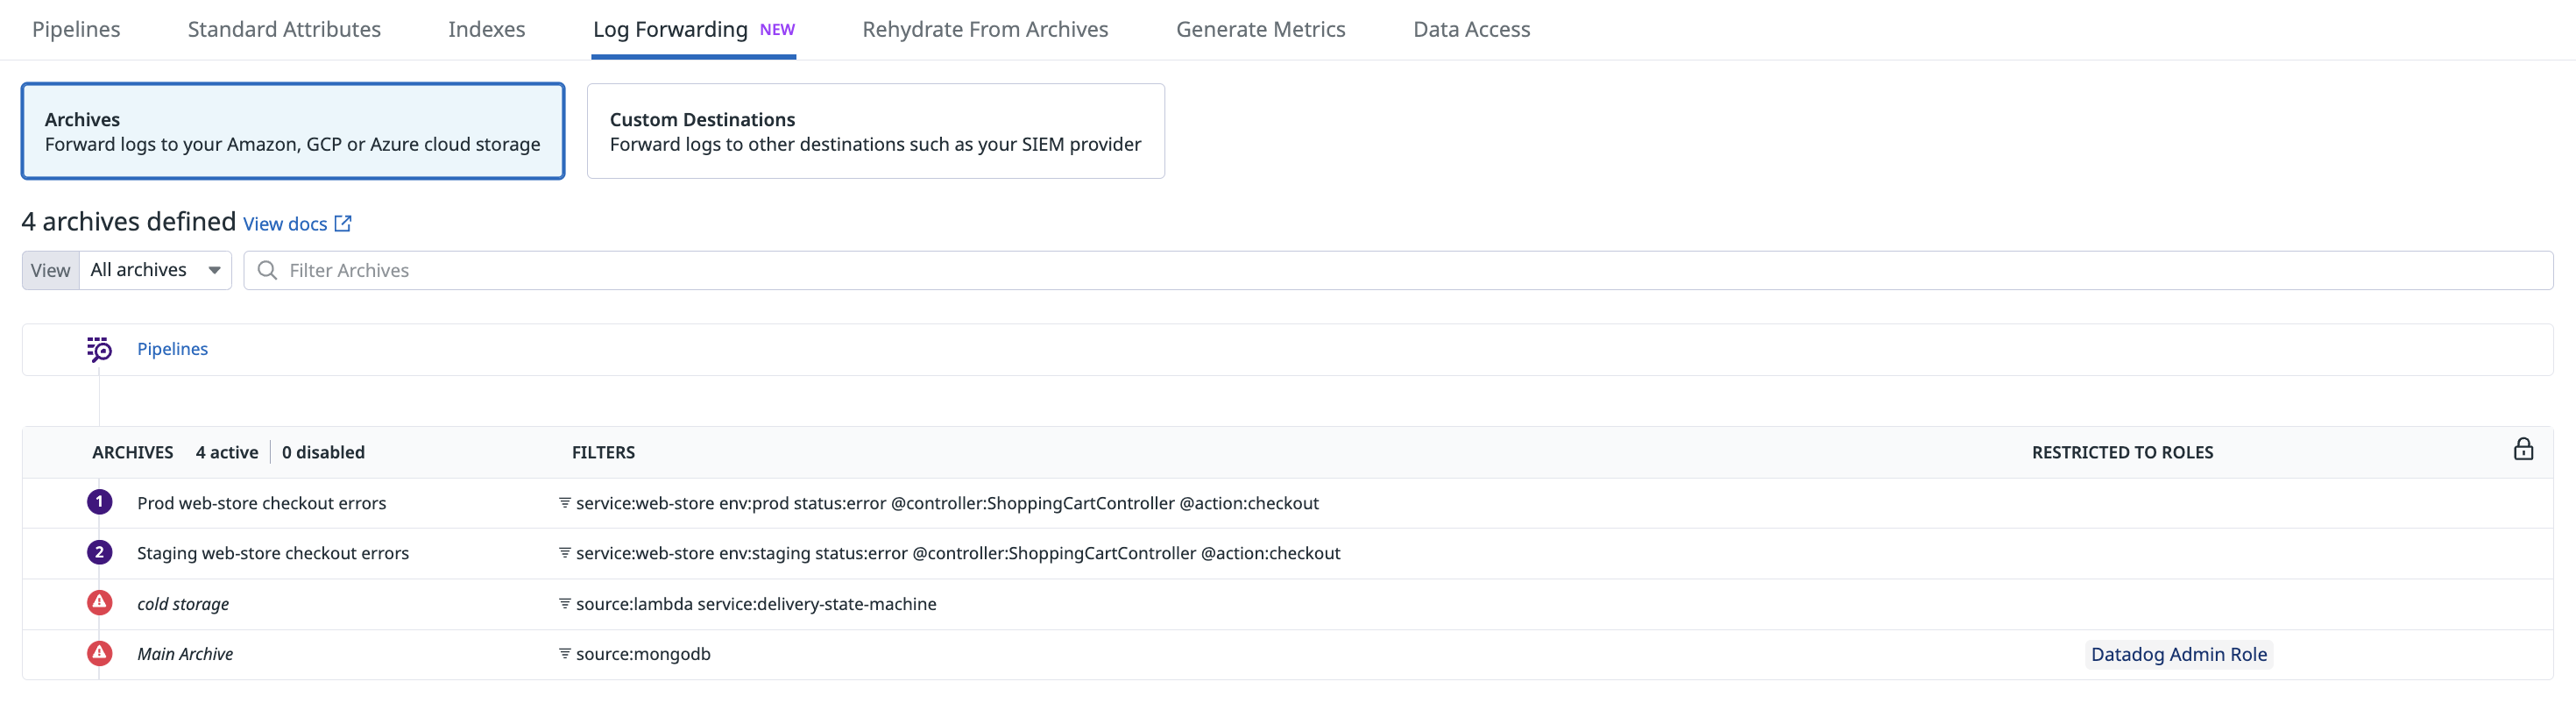 Pipelines Standard Attributes Indexes Log Forwarding NEW Rehydrate From Archives Generate Metrics Data Access
Archives
Forward logs to your Amazon, GCP or Azure cloud storage
Custom Destinations
Forward logs to other destinations such as your SIEM provider
4 archives defined View docs
View All archives Filter Archives
Pipelines
ARCHIVES 4 active 0 disabled FILTERS RESTRICTED TO ROLES
1 Prod web-store checkout errors service:web-store env:prod status:error @controller:ShoppingCartController @action:checkout
2 Staging web-store checkout errors service:web-store env:staging status:error @controller:ShoppingCartController @action:checkout
cold storage source:lambda service:delivery-state-machine
Main Archive source:mongodb Datadog Admin Role